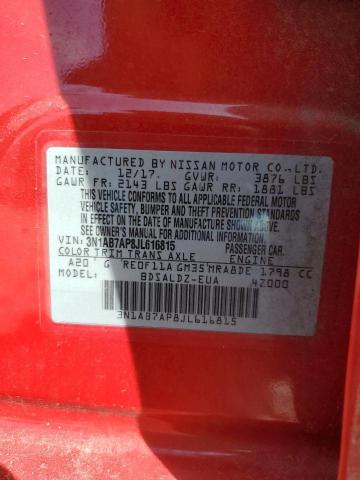 MANUFACTURED BY NISSAN MOTOR CO.,LTD.
DATE: 12/17. GVWR: 3876 LBS
GAWR FR: 2143 LBS GAWR RR: 1881 LBS
THIS VEHICLE CONFORMS TO ALL
APPLICABLE FEDERAL MOTOR
VEHICLE SAFETY, BUMPER AND
THEFT PREVENTION STANDARDS
IN EFFECT ON THE DATE OF
MANUFACTURE SHOWN ABOVE.
SEE OWNER'S MANUAL.
VIN: 3N1AB7AP8JL616815 PASSENGER CAR.
COLOR TRIM TRANS AXLE ENGINE
A20 G RE0F11A GM35 MRA8DE 1798 CC
MODEL: BDSALDZ-EUA 42000
3N1AB7AP8JL616815